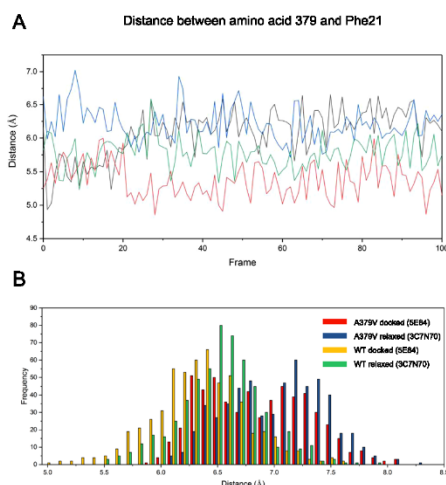 A
Distance between amino acid 379 and Phe21
7.0
6.5
6.0
5.5
5.0
4.5
Distance (Å)
0
20
40
60
80
100
Frame
B
90
80
70
60
50
40
30
20
10
0
Frequency
A379V docked (5E84)
A379V relaxed (3C7N70)
WT docked (5E84)
WT relaxed (3C7N70)
5.0
5.5
6.0
6.5
7.0
7.5
8.0
8.5
Distance (Å)